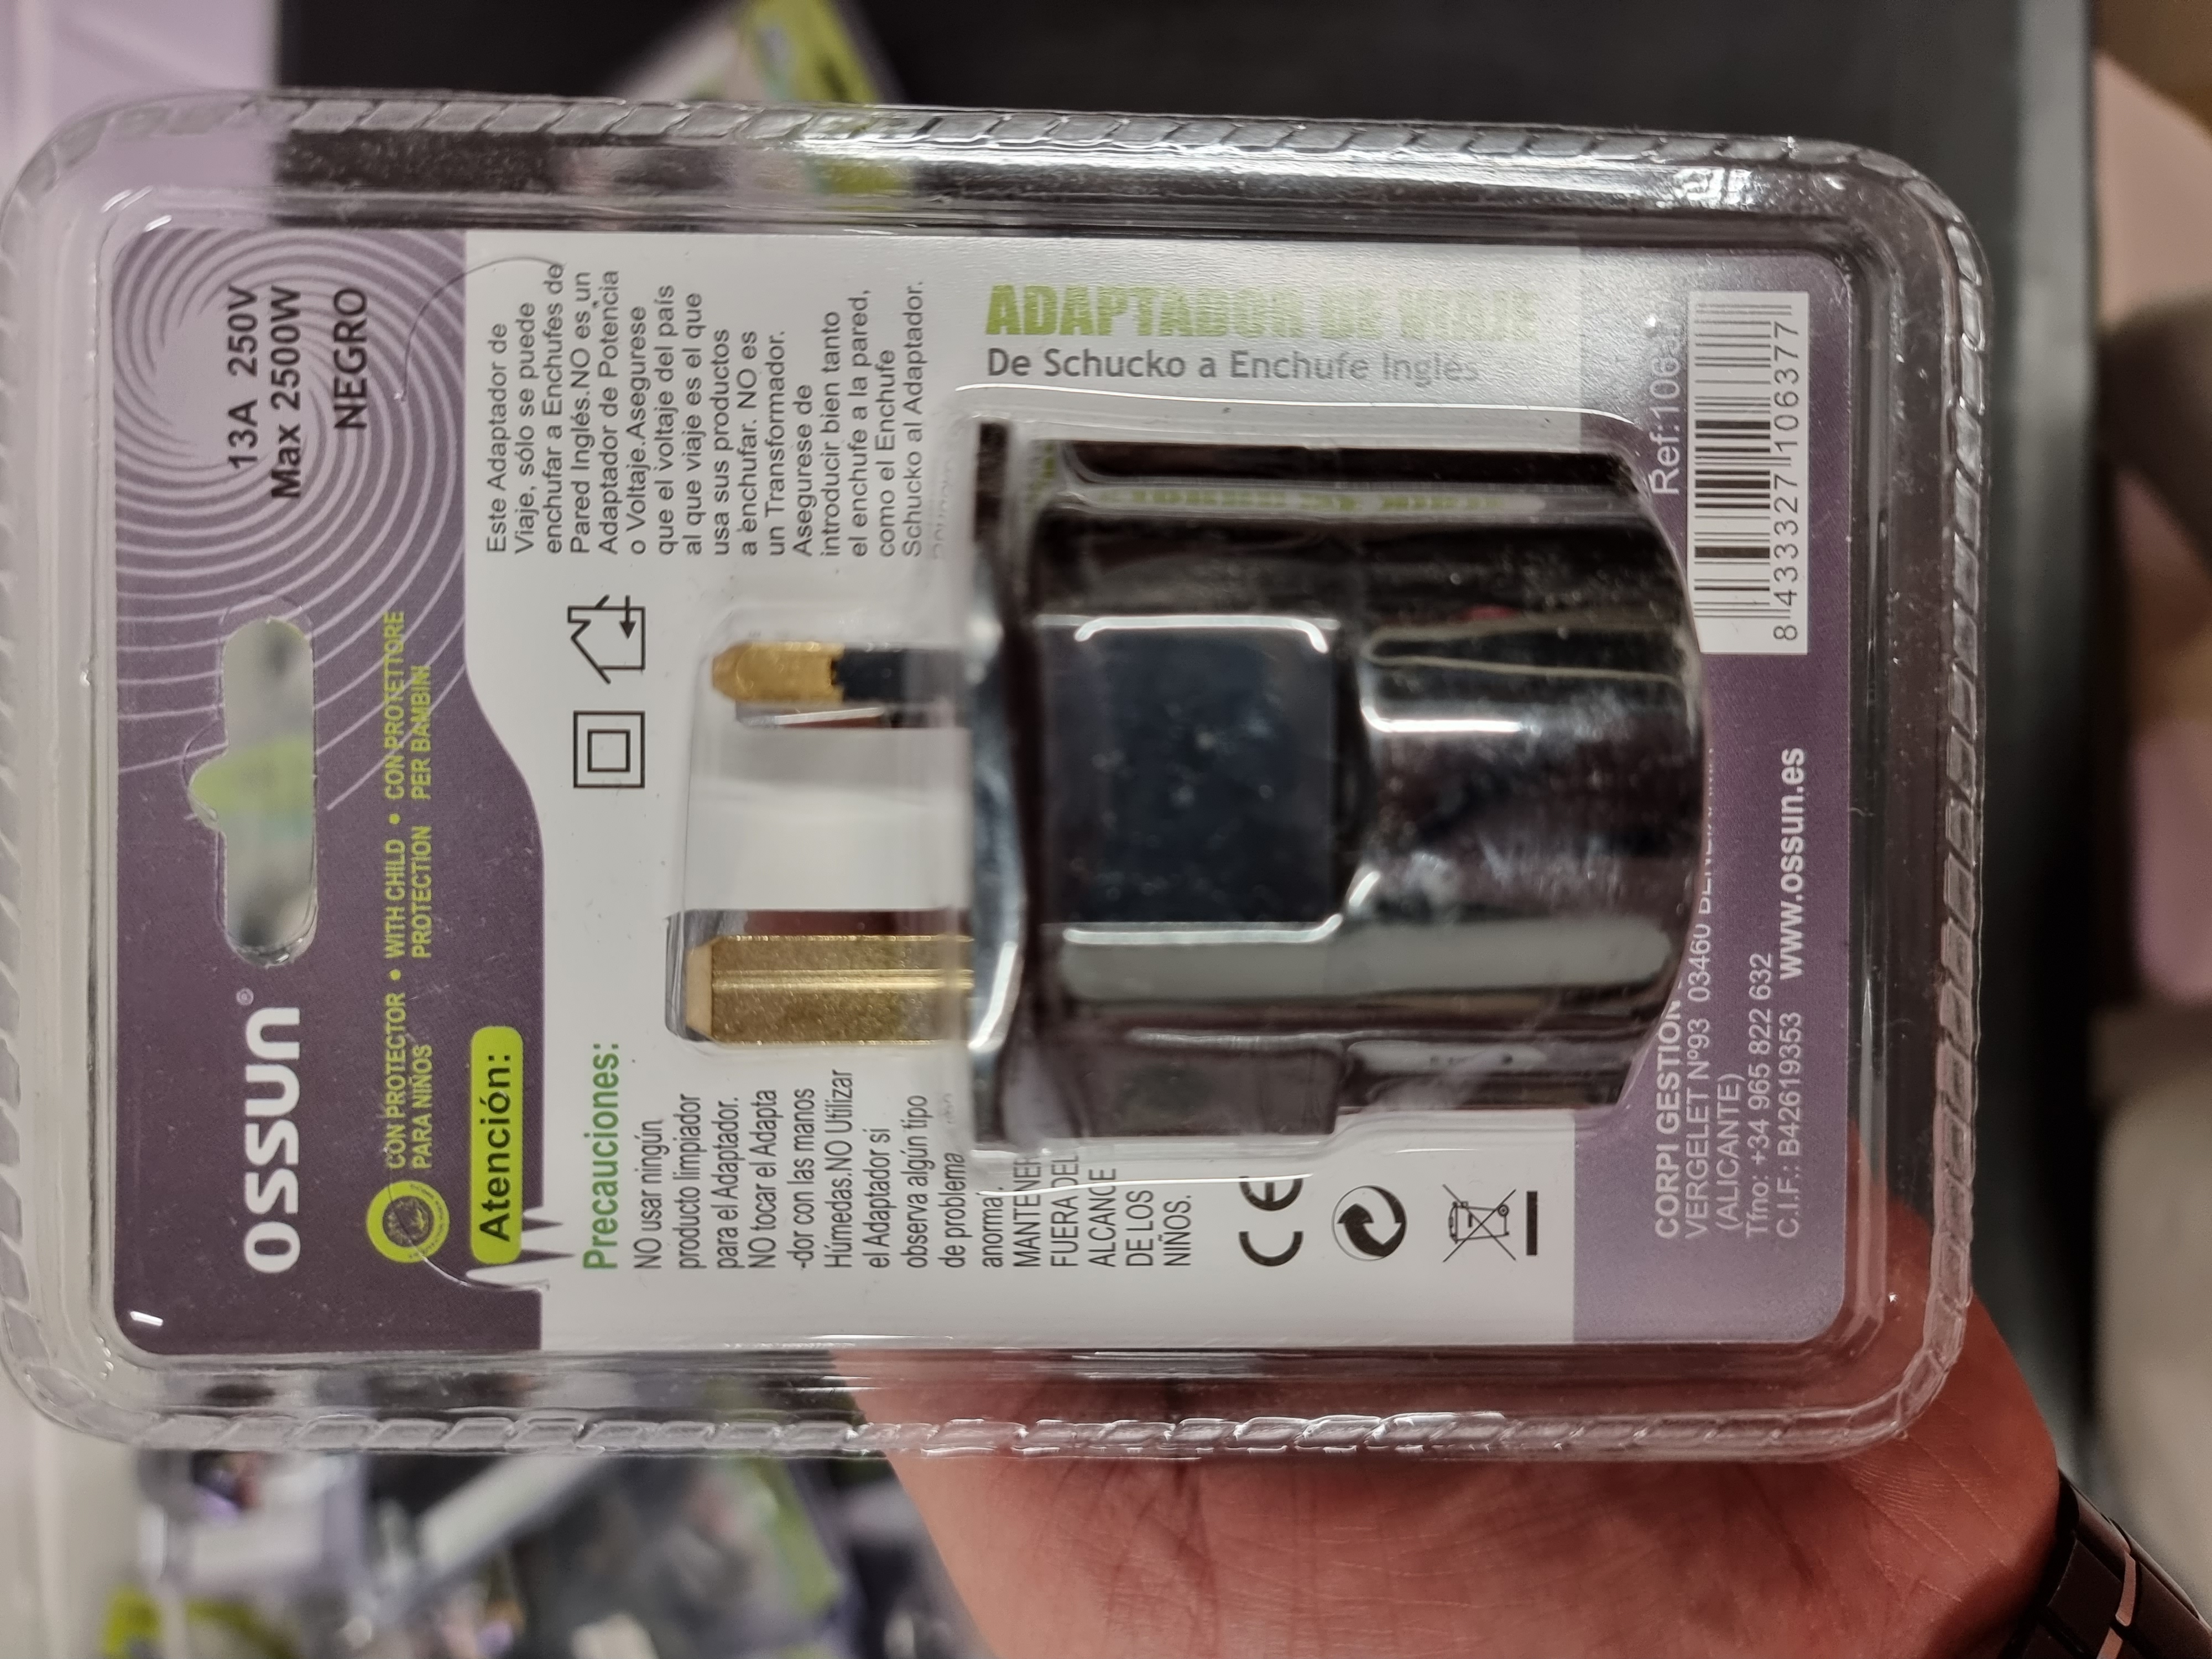 ossun®
13A 250V
Max 2500W
NEGRO
CON PROTECTOR • WITH CHILD • CON PROTETTORE
PARA NIÑOS PROTECTION PER BAMBINI
Atención:
Precauciones:
NO usar ningún
producto limpiador
para el Adaptador.
NO tocar el Adapta
-dor con las manos
Húmedas.NO Utilizar
el Adaptador si
observa algún tipo
de problema
anormal.
MANTENER
FUERA DEL
ALCANCE
DE LOS
NIÑOS.
CE
Este Adaptador de
Viaje, sólo se puede
enchufar a Enchufes de
Pared Inglés.NO es un
Adaptador de Potencia
o Voltaje.Asegurese
que el voltaje del país
al que viaje es el que
usa sus productos
a enchufar. NO es
un Transformador.
Asegurese de
introducir bien tanto
el enchufe a la pared,
como el Enchufe
Schucko al Adaptador.
ADAPTADOR DE VIAJE
De Schucko a Enchufe Inglés
CORPI GESTION
VERGELET Nº93 03460
(ALICANTE)
Tfno: +34 965 822 632
C.I.F.: B42619353 www.ossun.es
Ref:
8 433327 106377